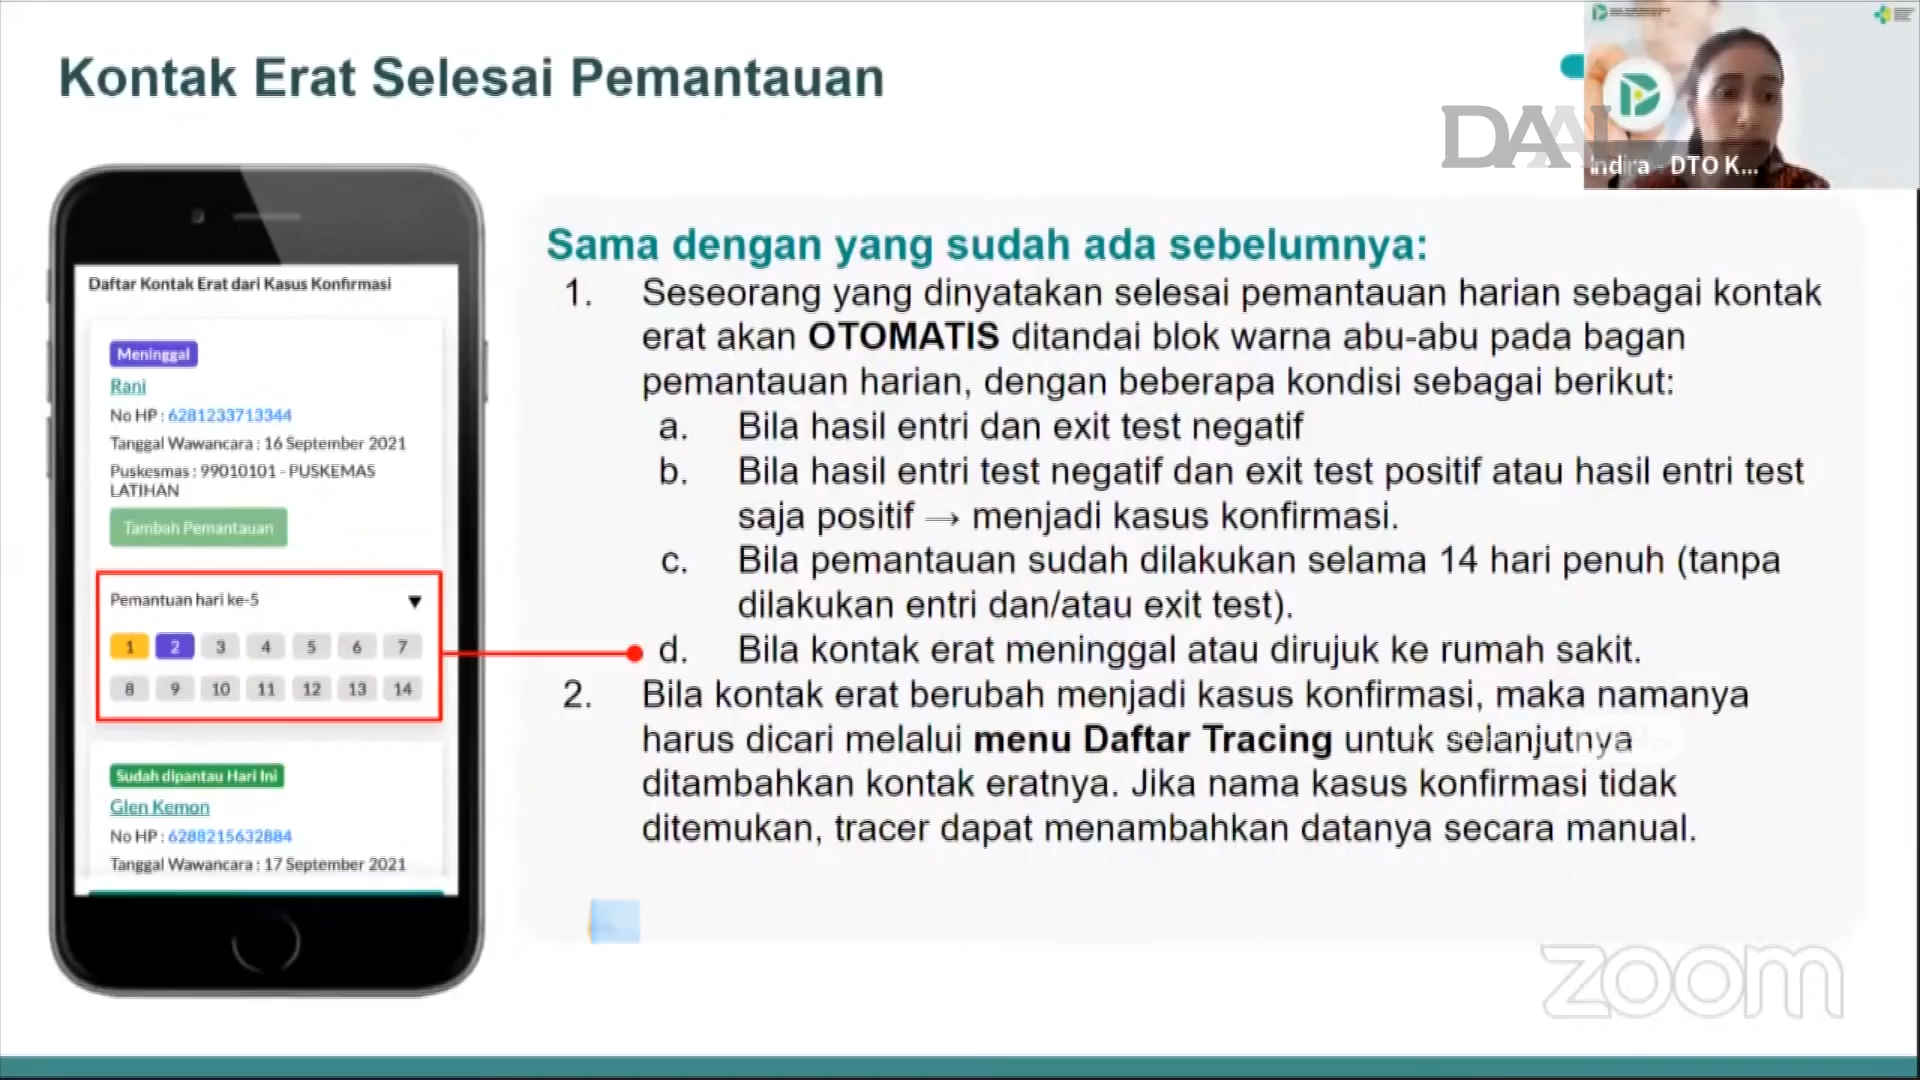 Kontak Erat Selesai Pemantauan
Indira - DTO K...
Daftar Kontak Erat dari Kasus Konfirmasi
Meninggal
Rani
No HP : 6281233713344
Tanggal Wawancara : 16 September 2021
Puskesmas : 99010101 - PUSKEMAS
LATIHAN
Tambah Pemantauan
Pemantuan hari ke-5
1 2 3 4 5 6 7
8 9 10 11 12 13 14
Sudah dipantau Hari Ini
Glen Kemon
No HP : 6288215632884
Tanggal Wawancara : 17 September 2021
Sama dengan yang sudah ada sebelumnya:
1. Seseorang yang dinyatakan selesai pemantauan harian sebagai kontak
erat akan OTOMATIS ditandai blok warna abu-abu pada bagan
pemantauan harian, dengan beberapa kondisi sebagai berikut:
a. Bila hasil entri dan exit test negatif
b. Bila hasil entri test negatif dan exit test positif atau hasil entri test
saja positif → menjadi kasus konfirmasi.
c. Bila pemantauan sudah dilakukan selama 14 hari penuh (tanpa
dilakukan entri dan/atau exit test).
d. Bila kontak erat meninggal atau dirujuk ke rumah sakit.
2. Bila kontak erat berubah menjadi kasus konfirmasi, maka namanya
harus dicari melalui menu Daftar Tracing untuk selanjutnya
ditambahkan kontak eratnya. Jika nama kasus konfirmasi tidak
ditemukan, tracer dapat menambahkan datanya secara manual.
zoom